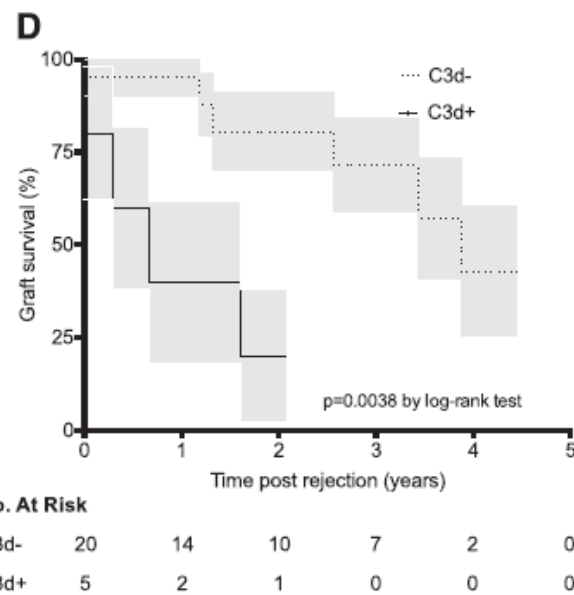 D
100
75
50
25
0
Graft survival (%)
C3d-
C3d+
p=0.0038 by log-rank test
0 1 2 3 4 5
Time post rejection (years)
o. At Risk
3d- 20 14 10 7 2 0
3d+ 5 2 1 0 0 0